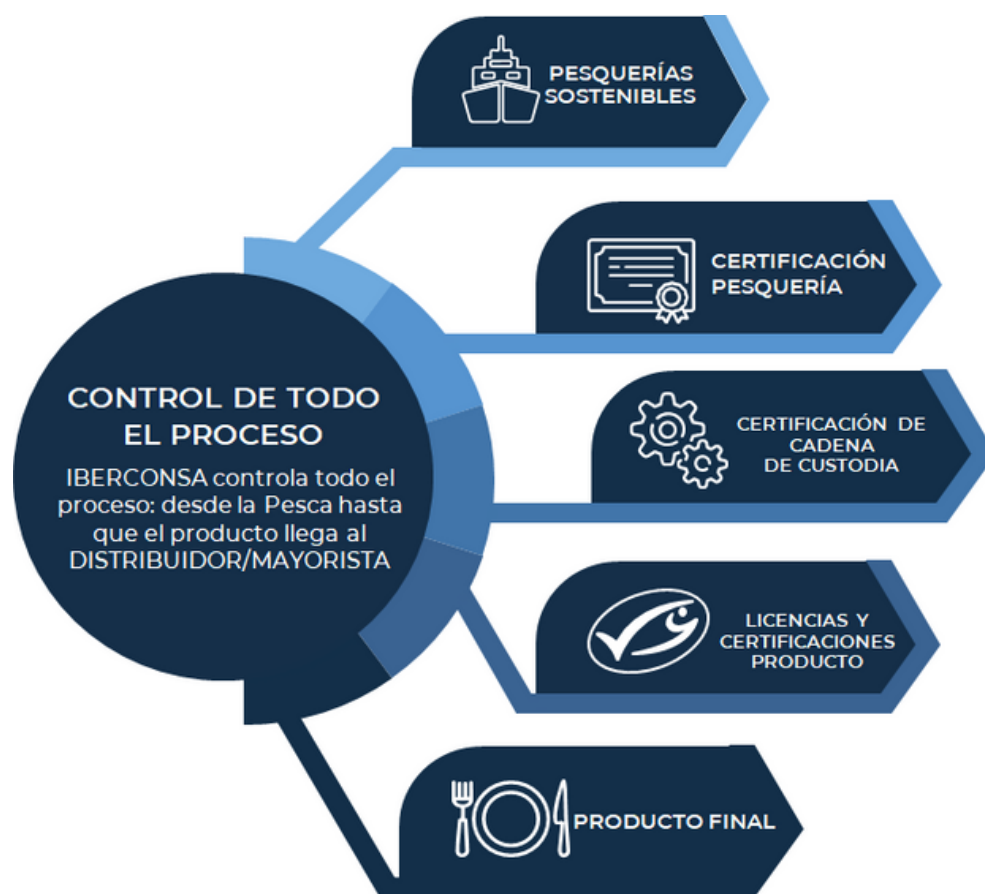 PESQUERÍAS
SOSTENIBLES
CERTIFICACIÓN
PESQUERÍA
CONTROL DE TODO
EL PROCESO
IBERCONSA controla todo el
proceso: desde la Pesca hasta
que el producto llega al
DISTRIBUIDOR/MAYORISTA
CERTIFICACIÓN DE
CADENA
DE CUSTODIA
LICENCIAS Y
CERTIFICACIONES
PRODUCTO
PRODUCTO FINAL